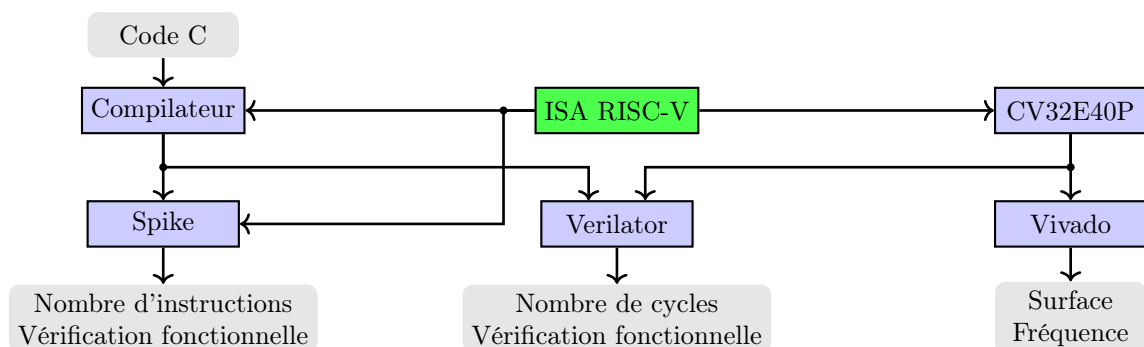 Code C
Compilateur
ISA RISC-V
CV32E40P
Spike
Verilator
Vivado
Nombre d'instructions
Vérification fonctionnelle
Nombre de cycles
Vérification fonctionnelle
Surface
Fréquence